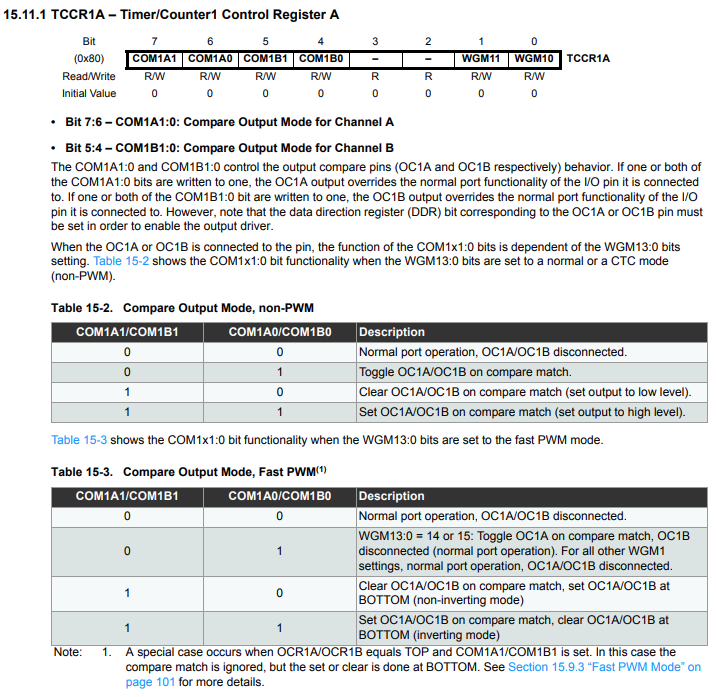 15.11.1 TCCR1A – Timer/Counter1 Control Register A
Bit 7 6 5 4 3 2 1 0
(0x80) COM1A1 COM1A0 COM1B1 COM1B0 – – WGM11 WGM10 TCCR1A
Read/Write R/W R/W R/W R/W R R R/W R/W
Initial Value 0 0 0 0 0 0 0 0
• Bit 7:6 – COM1A1:0: Compare Output Mode for Channel A
• Bit 5:4 – COM1B1:0: Compare Output Mode for Channel B
The COM1A1:0 and COM1B1:0 control the output compare pins (OC1A and OC1B respectively) behavior. If one or both of
the COM1A1:0 bits are written to one, the OC1A output overrides the normal port functionality of the I/O pin it is connected
to. If one or both of the COM1B1:0 bit are written to one, the OC1B output overrides the normal port functionality of the I/O
pin it is connected to. However, note that the data direction register (DDR) bit corresponding to the OC1A or OC1B pin must
be set in order to enable the output driver.
When the OC1A or OC1B is connected to the pin, the function of the COM1x1:0 bits is dependent of the WGM13:0 bits
setting. Table 15-2 shows the COM1x1:0 bit functionality when the WGM13:0 bits are set to a normal or a CTC mode
(non-PWM).
Table 15-2. Compare Output Mode, non-PWM
COM1A1/COM1B1 COM1A0/COM1B0 Description
0 0 Normal port operation, OC1A/OC1B disconnected.
0 1 Toggle OC1A/OC1B on compare match.
1 0 Clear OC1A/OC1B on compare match (set output to low level).
1 1 Set OC1A/OC1B on compare match (set output to high level).
Table 15-3 shows the COM1x1:0 bit functionality when the WGM13:0 bits are set to the fast PWM mode.
Table 15-3. Compare Output Mode, Fast PWM(1)
COM1A1/COM1B1 COM1A0/COM1B0 Description
0 0 Normal port operation, OC1A/OC1B disconnected.
0 1 WGM13:0 = 14 or 15: Toggle OC1A on compare match, OC1B
disconnected (normal port operation). For all other WGM1
settings, normal port operation, OC1A/OC1B disconnected.
1 0 Clear OC1A/OC1B on compare match, set OC1A/OC1B at
BOTTOM (non-inverting mode)
1 1 Set OC1A/OC1B on compare match, clear OC1A/OC1B at
BOTTOM (inverting mode)
Note: 1. A special case occurs when OCR1A/OCR1B equals TOP and COM1A1/COM1B1 is set. In this case the
compare match is ignored, but the set or clear is done at BOTTOM. See Section 15.9.3 “Fast PWM Mode” on
page 101 for more details.